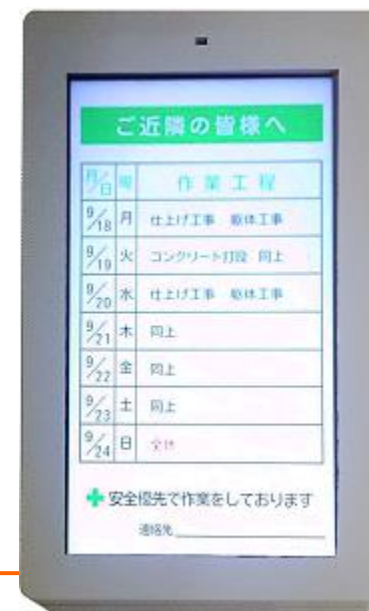 ご近隣の皆様へ
月/日 曜 作業工程
9/18 月 仕上げ工事 躯体工事
9/19 火 コンクリート打設 同上
9/20 水 仕上げ工事 躯体工事
9/21 木 同上
9/22 金 同上
9/23 土 同上
9/24 日 全休
安全優先で作業をしております
連絡先